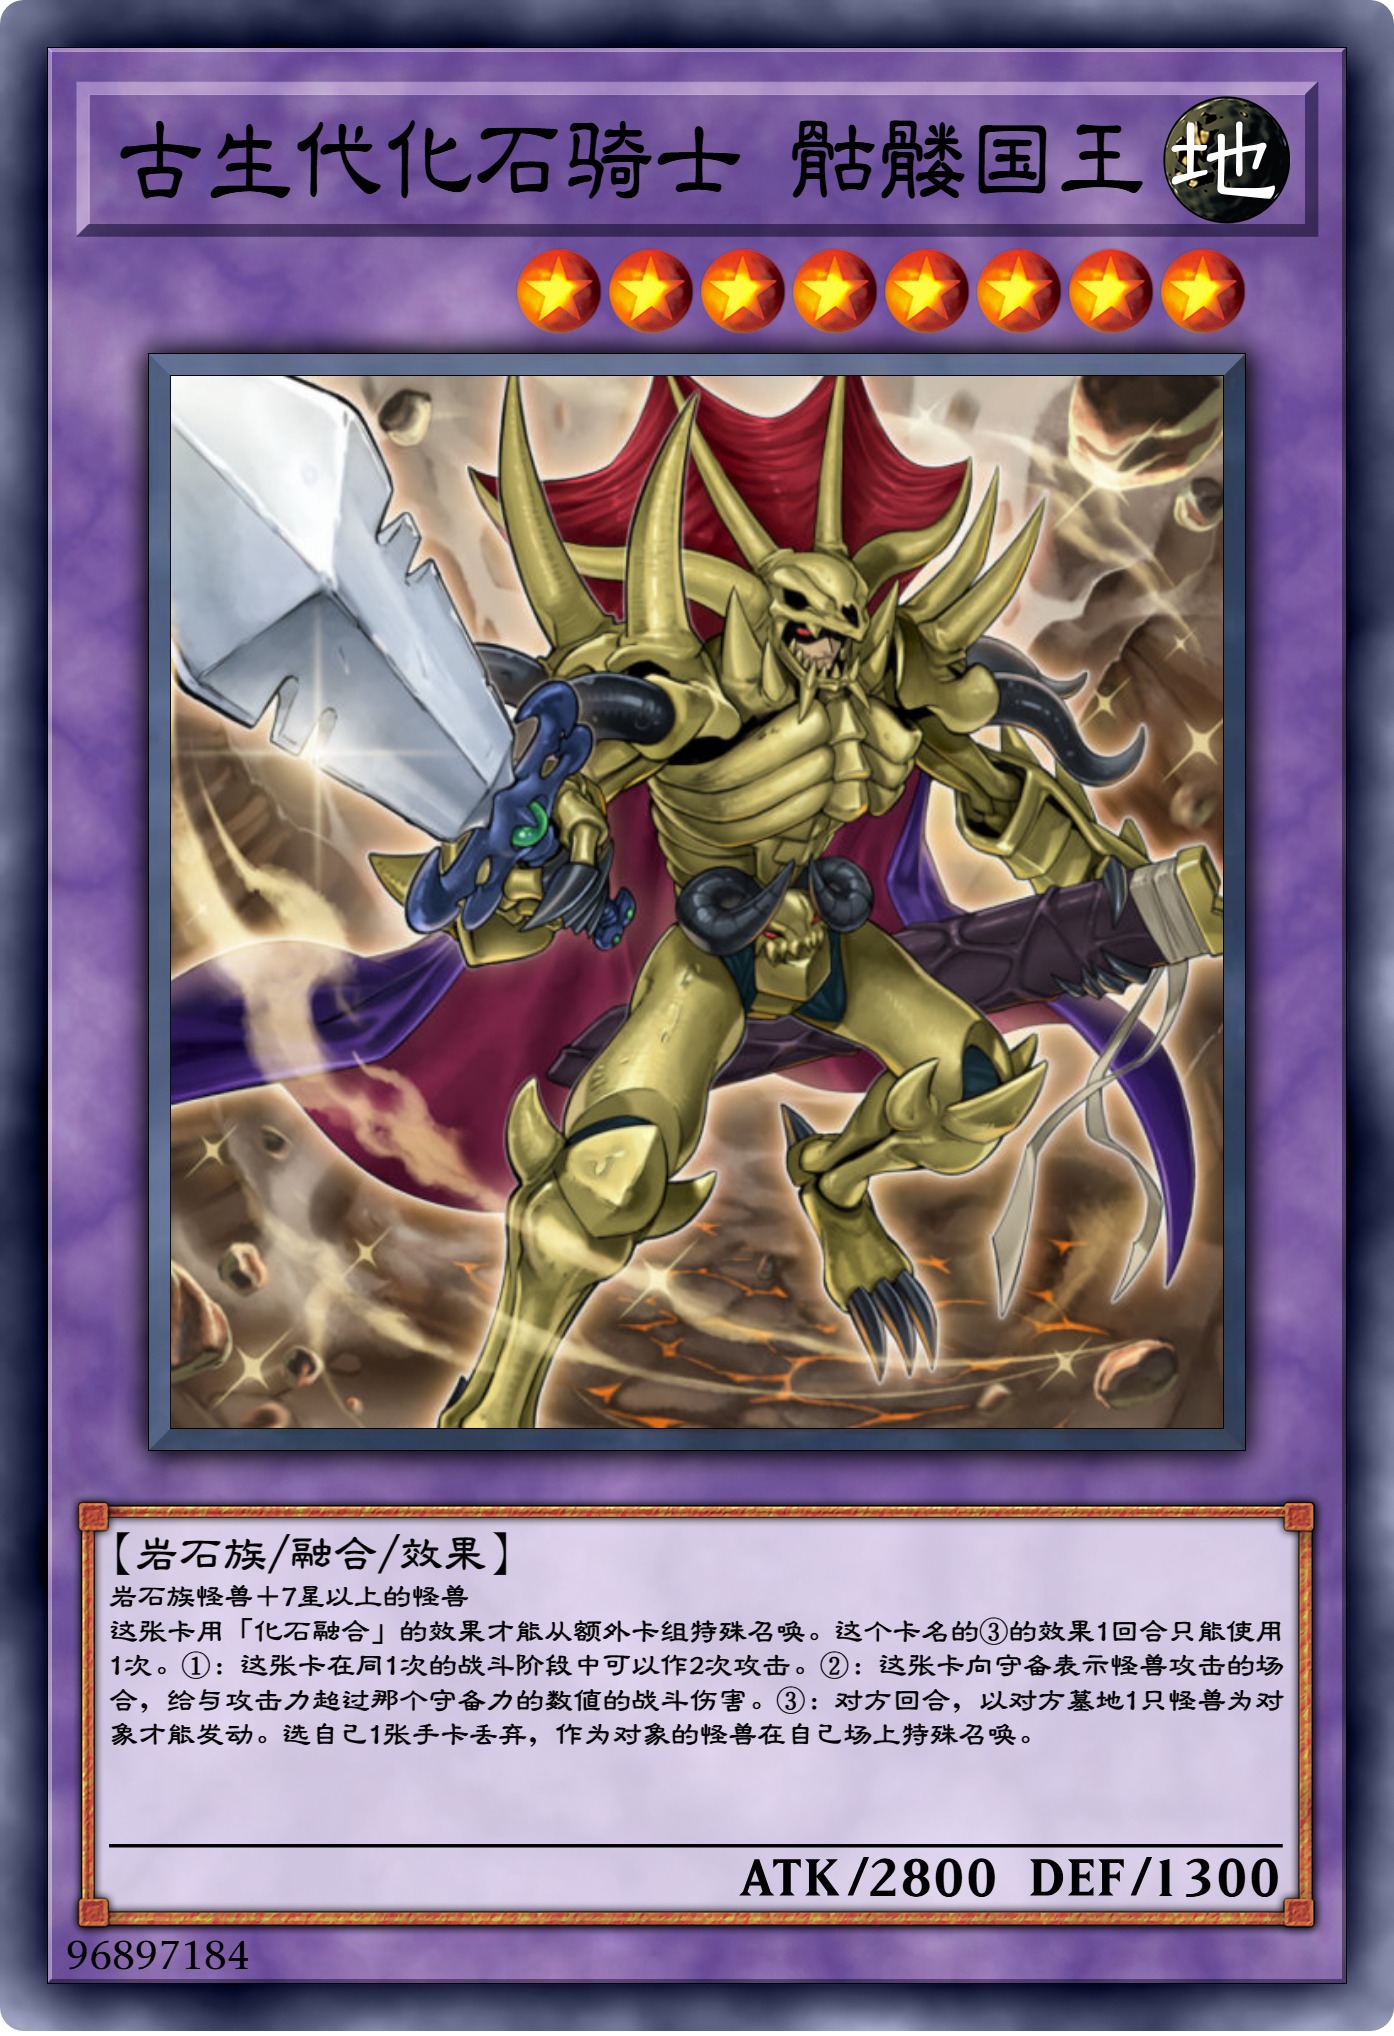 古生代化石骑士 骷髅国王 地
【岩石族/融合/效果】
岩石族怪兽＋7星以上的怪兽
这张卡用「化石融合」的效果才能从额外卡组特殊召唤。这个卡名的③的效果1回合只能使用
1次。①：这张卡在同1次的战斗阶段中可以作2次攻击。②：这张卡向守备表示怪兽攻击的场
合，给与攻击力超过那个守备力的数值的战斗伤害。③：对方回合，以对方墓地1只怪兽为对
象才能发动。选自己1张手卡丢弃，作为对象的怪兽在自己场上特殊召唤。
ATK/2800 DEF/1300
96897184